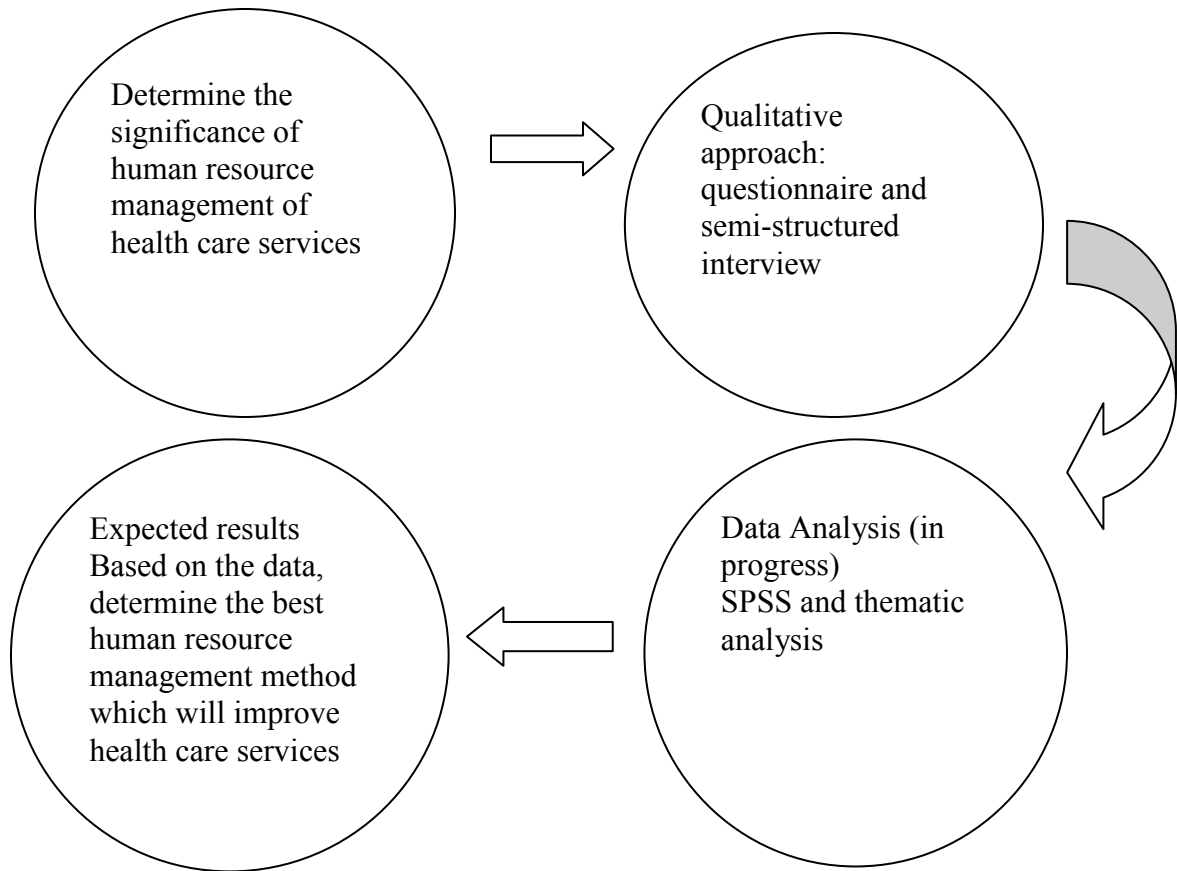 Determine the
significance of
human resource
management of
health care services
Qualitative
approach:
questionnaire and
semi-structured
interview
Data Analysis (in
progress)
SPSS and thematic
analysis
Expected results
Based on the data,
determine the best
human resource
management method
which will improve
health care services